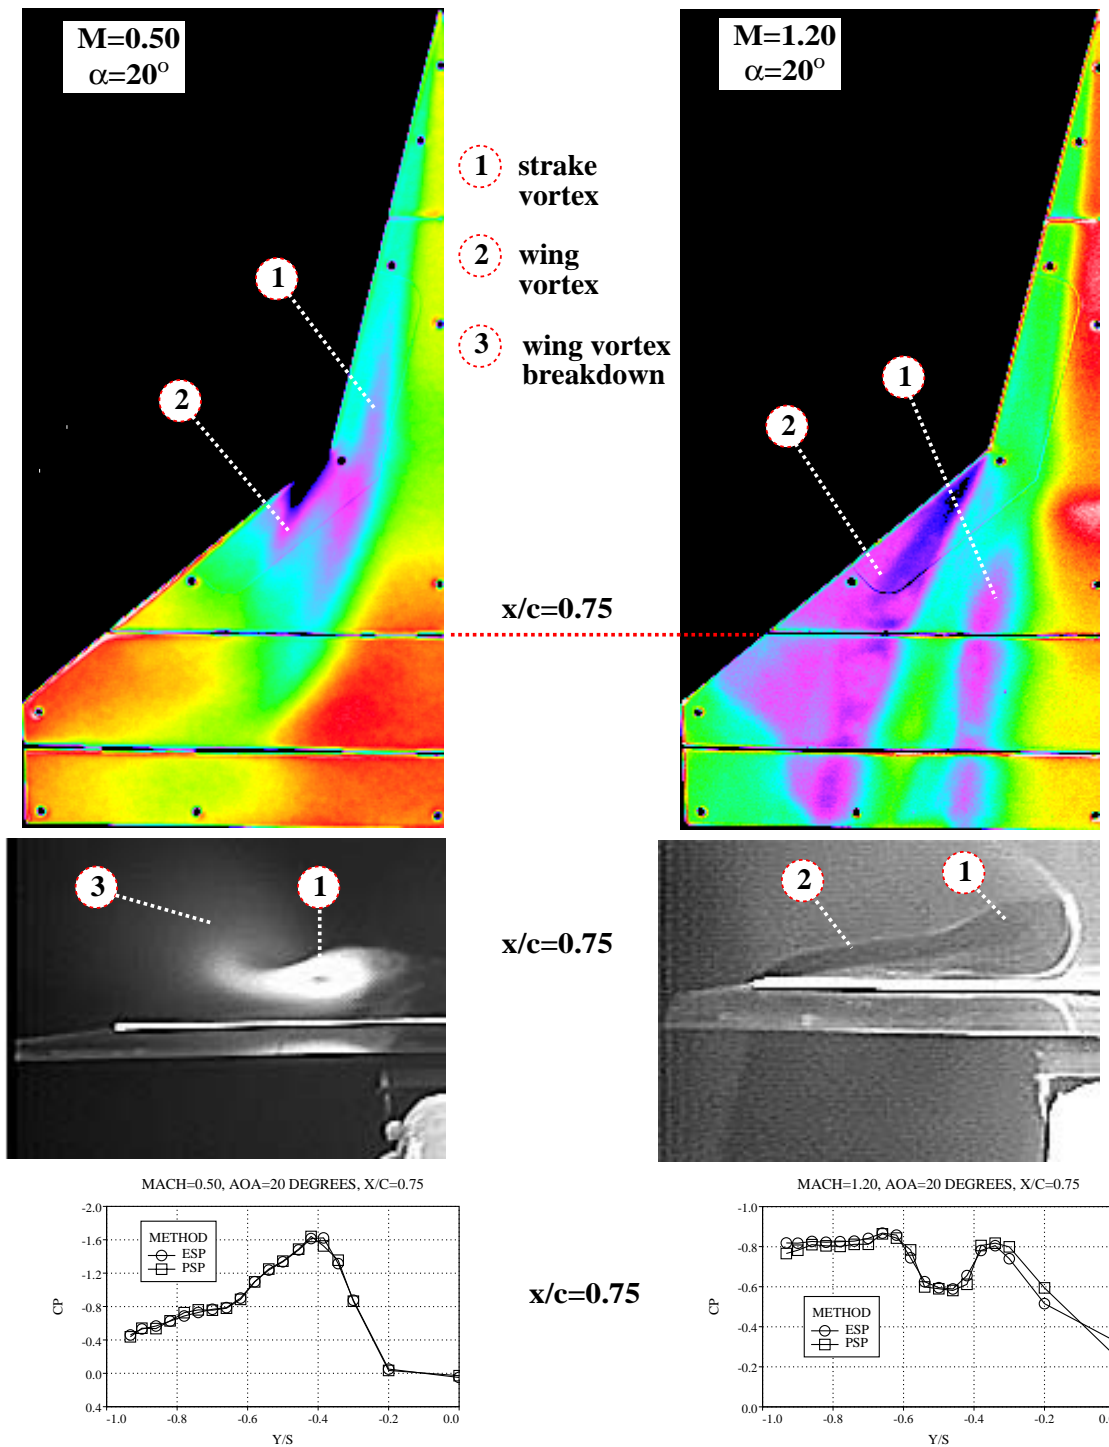 M=0.50
α=20°
M=1.20
α=20°
1 strake
vortex
2 wing
vortex
3 wing vortex
breakdown
1
2
1
2
x/c=0.75
3
1
x/c=0.75
2
1
MACH=0.50, AOA=20 DEGREES, X/C=0.75
-2.0
-1.6
-1.2
-0.8
-0.4
0.0
0.4
CP
METHOD
ESP
PSP
-1.0 -0.8 -0.6 -0.4 -0.2 0.0
Y/S
x/c=0.75
MACH=1.20, AOA=20 DEGREES, X/C=0.75
-1.0
-0.8
-0.6
-0.4
-0.2
0.0
CP
METHOD
ESP
PSP
-1.0 -0.8 -0.6 -0.4 -0.2
Y/S